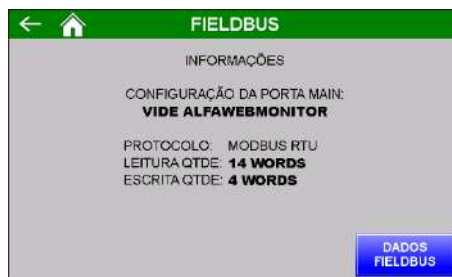 FIELDBUS
INFORMAÇÕES
CONFIGURAÇÃO DA PORTA MAIN:
VIDE ALFAWEBMONITOR
PROTOCOLO: MODBUS RTU
LEITURA QTDE: 14 WORDS
ESCRITA QTDE: 4 WORDS
DADOS
FIELDBUS